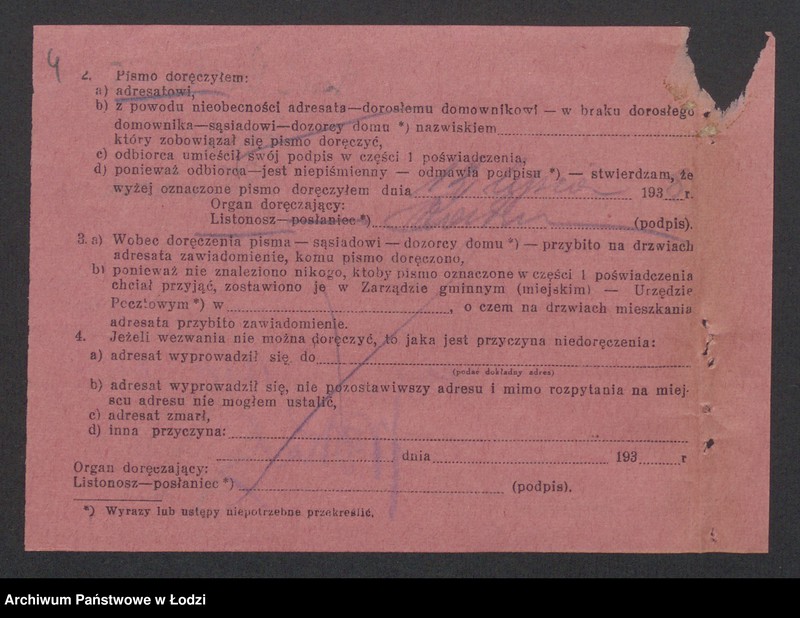 4
2. Pismo doręczyłem:
a) adresatowi,
b) z powodu nieobecności adresata—dorosłemu domownikowi — w braku dorosłego
domownika—sąsiadowi—dozorcy domu *) nazwiskiem
który zobowiązał się pismo doręczyć,
c) odbiorca umieścił swój podpis w części 1 poświadczenia,
d) ponieważ odbiorca—jest niepiśmienny — odmawia podpisu *) — stwierdzam, że
wyżej oznaczone pismo doręczyłem dnia 193 r.
Organ doręczający:
Listonosz—posłaniec *) (podpis).
3. a) Wobec doręczenia pisma — sąsiadowi — dozorcy domu *) — przybito na drzwiach
adresata zawiadomienie, komu pismo doręczono,
b) ponieważ nie znaleziono nikogo, ktoby pismo oznaczone w części 1 poświadczenia
chciał przyjąć, zostawiono je w Zarządzie gminnym (miejskim) — Urzędzie
Pocztowym *) w , o czem na drzwiach mieszkania
adresata przybito zawiadomienie.
4. Jeżeli wezwania nie można doręczyć, to jaka jest przyczyna niedoręczenia:
a) adresat wyprowadził się do
(podać dokładny adres)
b) adresat wyprowadził się, nie pozostawiwszy adresu i mimo rozpytania na miej-
scu adresu nie mogłem ustalić,
c) adresat zmarł,
d) inna przyczyna:
dnia 193 r
Organ doręczający:
Listonosz—posłaniec *) (podpis).
*) Wyrazy lub ustępy niepotrzebne przekreślić.
Archiwum Państwowe w Łodzi